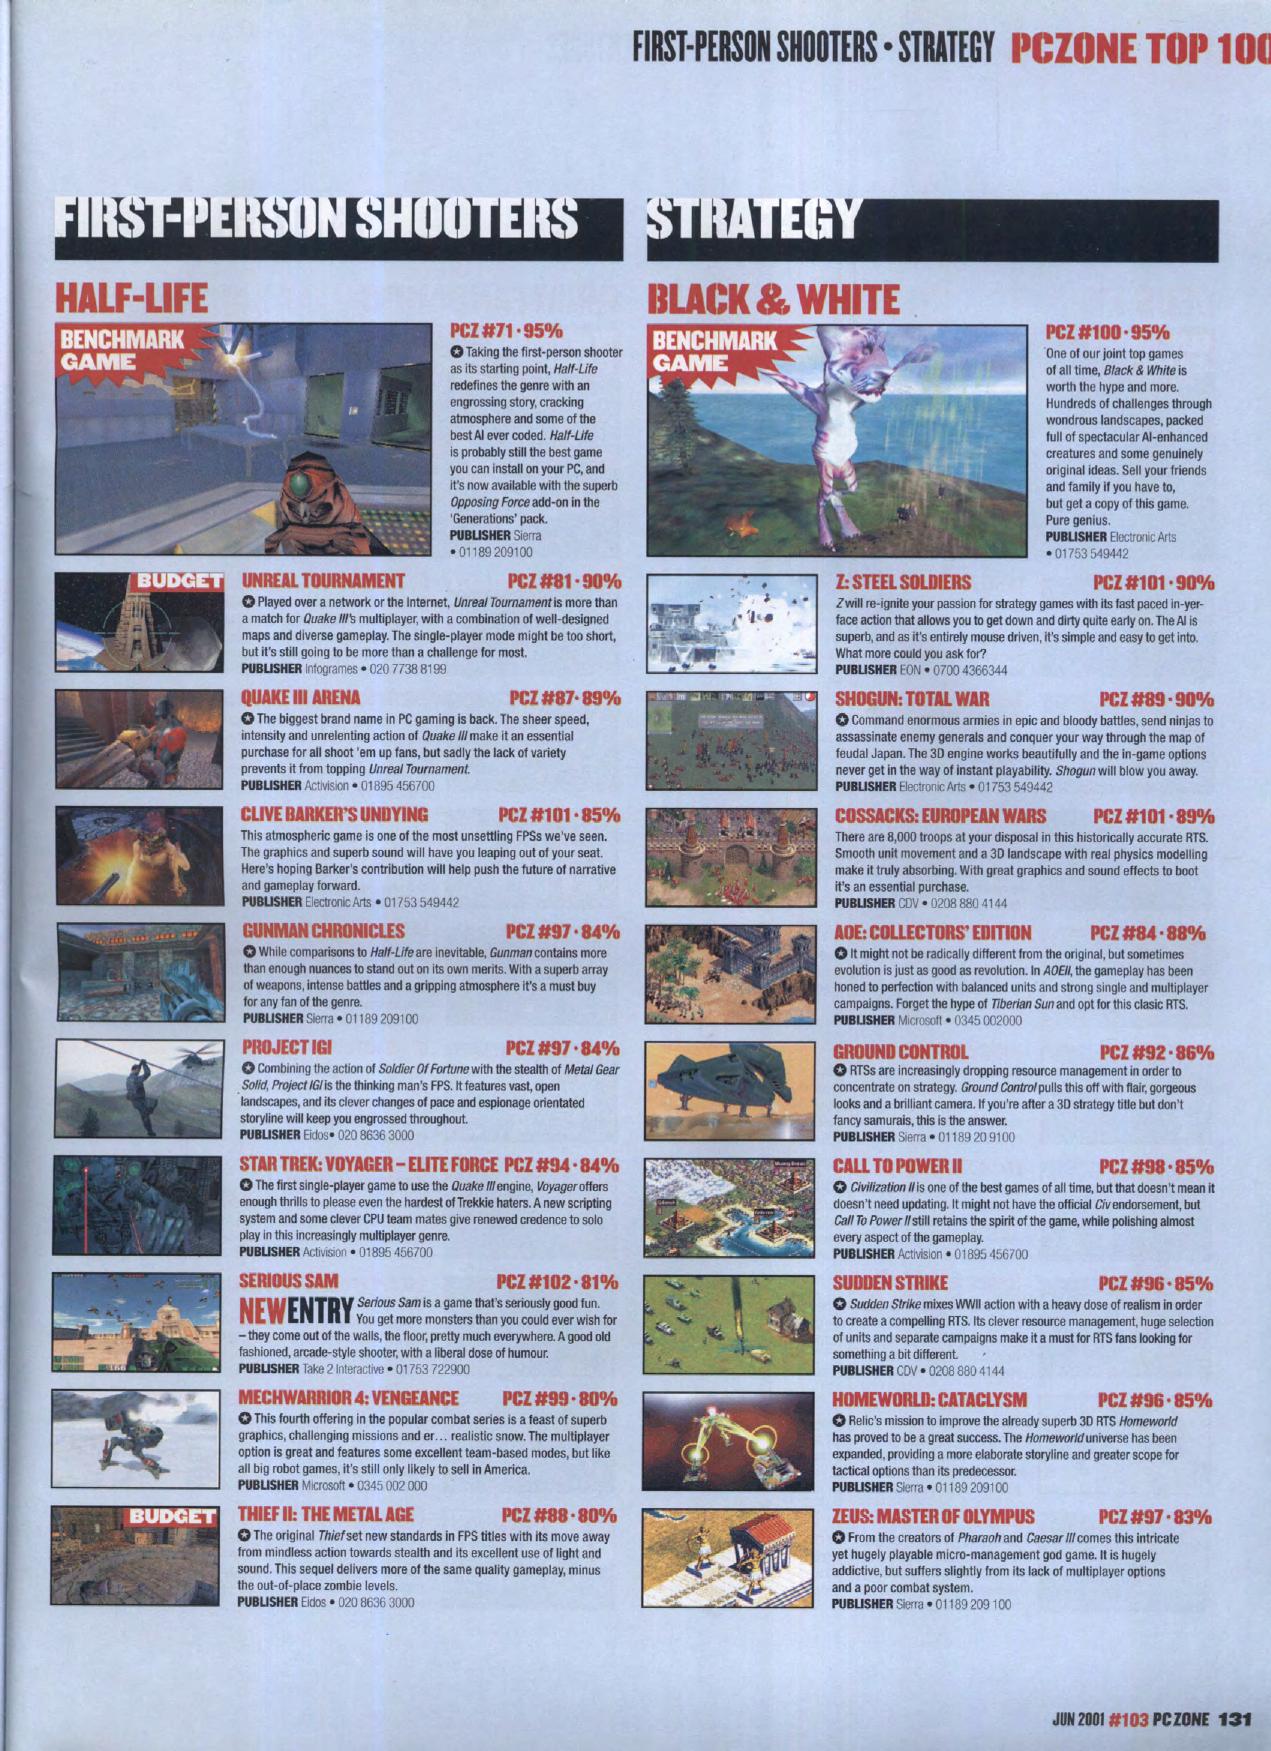 FIRST-PERSON SHOOTERS • STRATEGY PCZONE TOP 100
FIRST-PERSON SHOOTERS
HALF-LIFE
BENCHMARK
GAME
PCZ #71 • 95%
Taking the first-person shooter
as its starting point, Half-Life
redefines the genre with an
engrossing story, cracking
atmosphere and some of the
best AI ever coded. Half-Life
is probably still the best game
you can install on your PC, and
it's now available with the superb
Opposing Force add-on in the
'Generations' pack.
PUBLISHER Sierra
• 01189 209100
BUDGET
UNREAL TOURNAMENT PCZ #81 • 90%
Played over a network or the Internet, Unreal Tournament is more than
a match for Quake III's multiplayer, with a combination of well-designed
maps and diverse gameplay. The single-player mode might be too short,
but it's still going to be more than a challenge for most.
PUBLISHER Infogrames • 020 7738 8199
QUAKE III ARENA PCZ #87 • 89%
The biggest brand name in PC gaming is back. The sheer speed,
intensity and unrelenting action of Quake III make it an essential
purchase for all shoot 'em up fans, but sadly the lack of variety
prevents it from topping Unreal Tournament.
PUBLISHER Activision • 01895 456700
CLIVE BARKER'S UNDYING PCZ #101 • 85%
This atmospheric game is one of the most unsettling FPSs we've seen.
The graphics and superb sound will have you leaping out of your seat.
Here's hoping Barker's contribution will help push the future of narrative
and gameplay forward.
PUBLISHER Electronic Arts • 01753 549442
GUNMAN CHRONICLES PCZ #97 • 84%
While comparisons to Half-Life are inevitable, Gunman contains more
than enough nuances to stand out on its own merits. With a superb array
of weapons, intense battles and a gripping atmosphere it's a must buy
for any fan of the genre.
PUBLISHER Sierra • 01189 209100
PROJECT IGI PCZ #97 • 84%
Combining the action of Soldier Of Fortune with the stealth of Metal Gear
Solid, Project IGI is the thinking man's FPS. It features vast, open
landscapes, and its clever changes of pace and espionage orientated
storyline will keep you engrossed throughout.
PUBLISHER Eidos • 020 8636 3000
STAR TREK: VOYAGER – ELITE FORCE PCZ #94 • 84%
The first single-player game to use the Quake III engine, Voyager offers
enough thrills to please even the hardest of Trekkie haters. A new scripting
system and some clever CPU team mates give renewed credence to solo
play in this increasingly multiplayer genre.
PUBLISHER Activision • 01895 456700
SERIOUS SAM PCZ #102 • 81%
NEW ENTRY Serious Sam is a game that's seriously good fun.
You get more monsters than you could ever wish for
– they come out of the walls, the floor, pretty much everywhere. A good old
fashioned, arcade-style shooter, with a liberal dose of humour.
PUBLISHER Take 2 Interactive • 01753 722900
MECHWARRIOR 4: VENGEANCE PCZ #99 • 80%
This fourth offering in the popular combat series is a feast of superb
graphics, challenging missions and er... realistic snow. The multiplayer
option is great and features some excellent team-based modes, but like
all big robot games, it's still only likely to sell in America.
PUBLISHER Microsoft • 0345 002 000
BUDGET
THIEF II: THE METAL AGE PCZ #88 • 80%
The original Thief set new standards in FPS titles with its move away
from mindless action towards stealth and its excellent use of light and
sound. This sequel delivers more of the same quality gameplay, minus
the out-of-place zombie levels.
PUBLISHER Eidos • 020 8636 3000
STRATEGY
BLACK & WHITE
BENCHMARK
GAME
PCZ #100 • 95%
One of our joint top games
of all time, Black & White is
worth the hype and more.
Hundreds of challenges through
wondrous landscapes, packed
full of spectacular AI-enhanced
creatures and some genuinely
original ideas. Sell your friends
and family if you have to,
but get a copy of this game.
Pure genius.
PUBLISHER Electronic Arts
• 01753 549442
Z: STEEL SOLDIERS PCZ #101 • 90%
Z will re-ignite your passion for strategy games with its fast paced in-yer-
face action that allows you to get down and dirty quite early on. The AI is
superb, and as it's entirely mouse driven, it's simple and easy to get into.
What more could you ask for?
PUBLISHER EON • 0700 4366344
SHOGUN: TOTAL WAR PCZ #89 • 90%
Command enormous armies in epic and bloody battles, send ninjas to
assassinate enemy generals and conquer your way through the map of
feudal Japan. The 3D engine works beautifully and the in-game options
never get in the way of instant playability. Shogun will blow you away.
PUBLISHER Electronic Arts • 01753 549442
COSSACKS: EUROPEAN WARS PCZ #101 • 89%
There are 8,000 troops at your disposal in this historically accurate RTS.
Smooth unit movement and a 3D landscape with real physics modelling
make it truly absorbing. With great graphics and sound effects to boot
it's an essential purchase.
PUBLISHER CDV • 0208 880 4144
AOE: COLLECTORS' EDITION PCZ #84 • 88%
It might not be radically different from the original, but sometimes
evolution is just as good as revolution. In AOEII, the gameplay has been
honed to perfection with balanced units and strong single and multiplayer
campaigns. Forget the hype of Tiberian Sun and opt for this clasic RTS.
PUBLISHER Microsoft • 0345 002000
GROUND CONTROL PCZ #92 • 86%
RTSs are increasingly dropping resource management in order to
concentrate on strategy. Ground Control pulls this off with flair, gorgeous
looks and a brilliant camera. If you're after a 3D strategy title but don't
fancy samurais, this is the answer.
PUBLISHER Sierra • 01189 20 9100
CALL TO POWER II PCZ #98 • 85%
Civilization II is one of the best games of all time, but that doesn't mean it
doesn't need updating. It might not have the official Civ endorsement, but
Call To Power II still retains the spirit of the game, while polishing almost
every aspect of the gameplay.
PUBLISHER Activision • 01895 456700
SUDDEN STRIKE PCZ #96 • 85%
Sudden Strike mixes WWII action with a heavy dose of realism in order
to create a compelling RTS. Its clever resource management, huge selection
of units and separate campaigns make it a must for RTS fans looking for
something a bit different.
PUBLISHER CDV • 0208 880 4144
HOMEWORLD: CATACLYSM PCZ #96 • 85%
Relic's mission to improve the already superb 3D RTS Homeworld
has proved to be a great success. The Homeworld universe has been
expanded, providing a more elaborate storyline and greater scope for
tactical options than its predecessor.
PUBLISHER Sierra • 01189 209100
ZEUS: MASTER OF OLYMPUS PCZ #97 • 83%
From the creators of Pharaoh and Caesar III comes this intricate
yet hugely playable micro-management god game. It is hugely
addictive, but suffers slightly from its lack of multiplayer options
and a poor combat system.
PUBLISHER Sierra • 01189 209 100
JUN 2001 #103 PCZONE 131